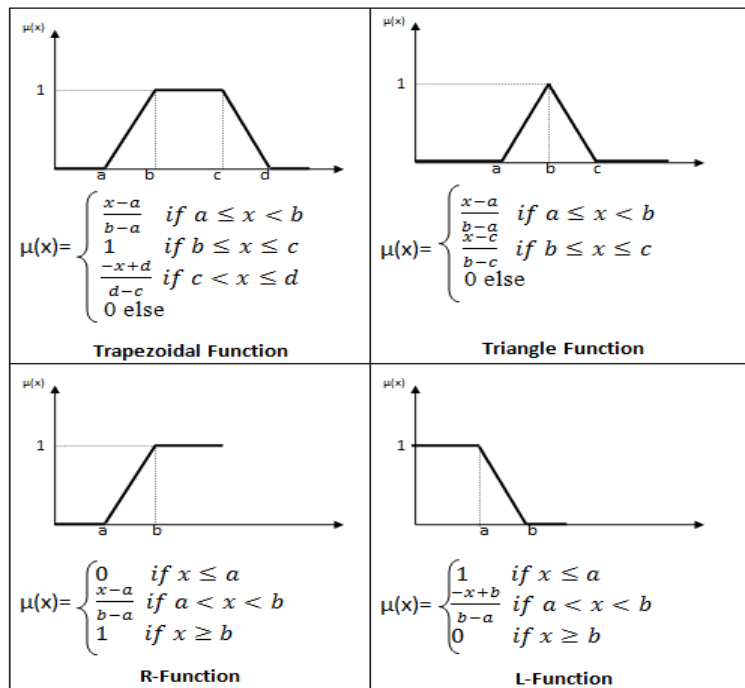 μ(x)
1
a b c d
μ(x)= { x−a / b−a if a ≤ x < b
1 if b ≤ x ≤ c
−x+d / d−c if c < x ≤ d
0 else
Trapezoidal Function
μ(x)
1
a b c
μ(x)= { x−a / b−a if a ≤ x < b
x−c / b−c if b ≤ x ≤ c
0 else
Triangle Function
μ(x)
1
a b
μ(x)= { 0 if x ≤ a
x−a / b−a if a < x < b
1 if x ≥ b
R-Function
μ(x)
1
a b
μ(x)= { 1 if x ≤ a
−x+b / b−a if a < x < b
0 if x ≥ b
L-Function